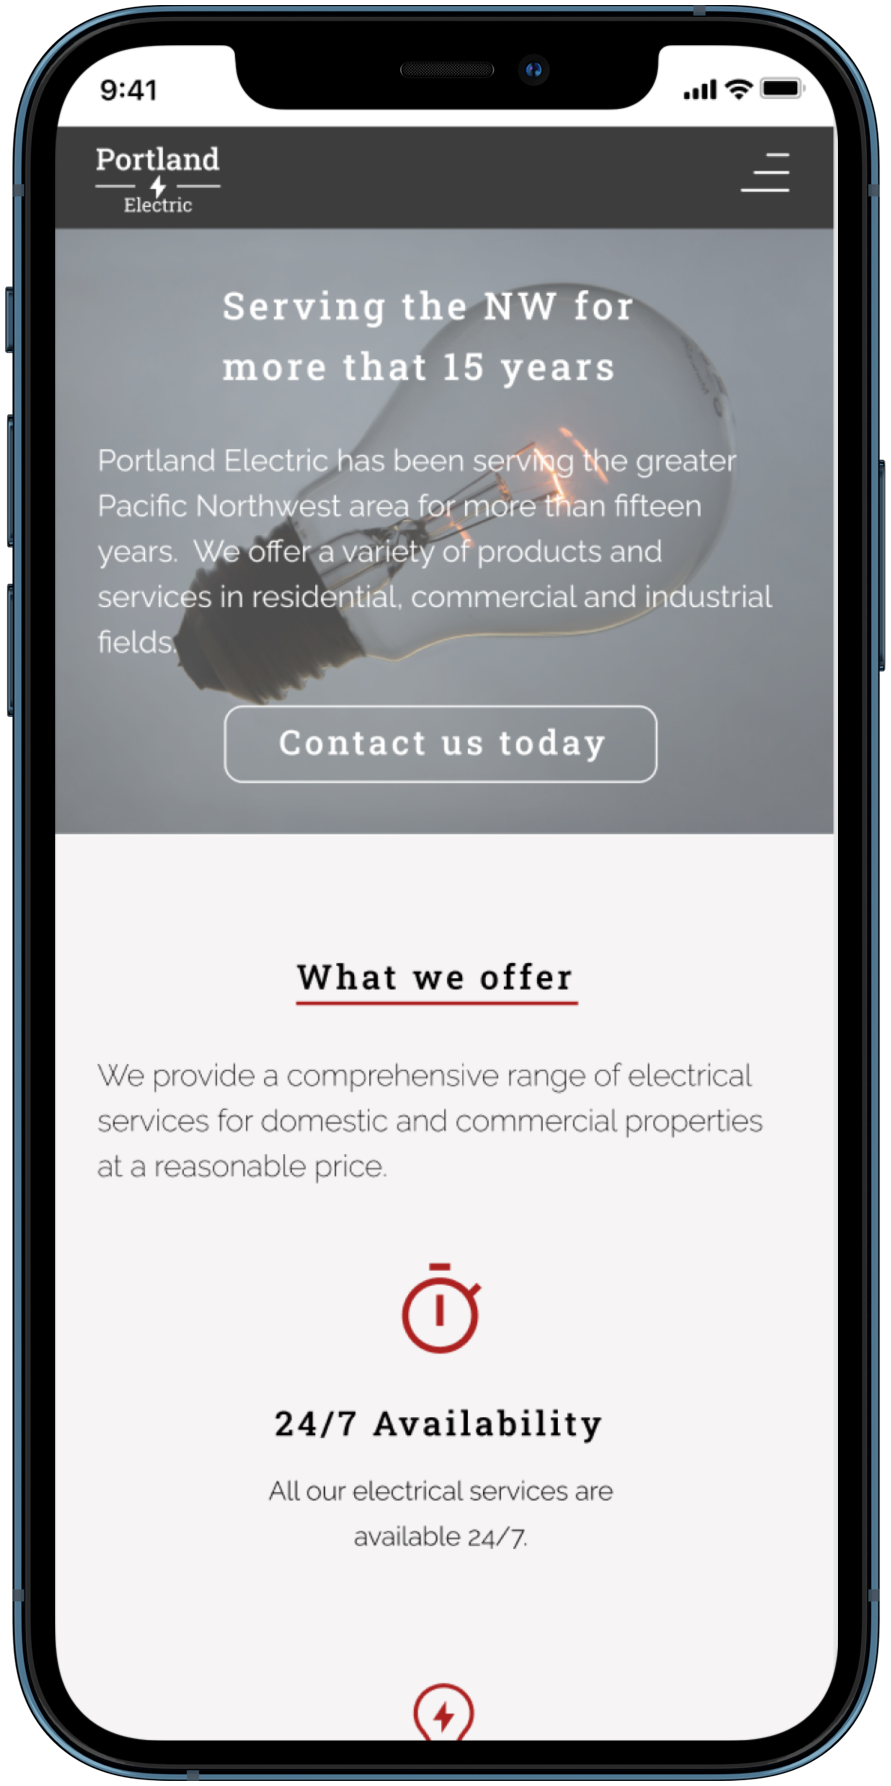 9:41
Portland
Electric
Serving the NW for
more that 15 years
Portland Electric has been serving the greater
Pacific Northwest area for more than fifteen
years.  We offer a variety of products and
services in residential, commercial and industrial
fields.
Contact us today
What we offer
We provide a comprehensive range of electrical
services for domestic and commercial properties
at a reasonable price.
24/7 Availability
All our electrical services are
available 24/7.